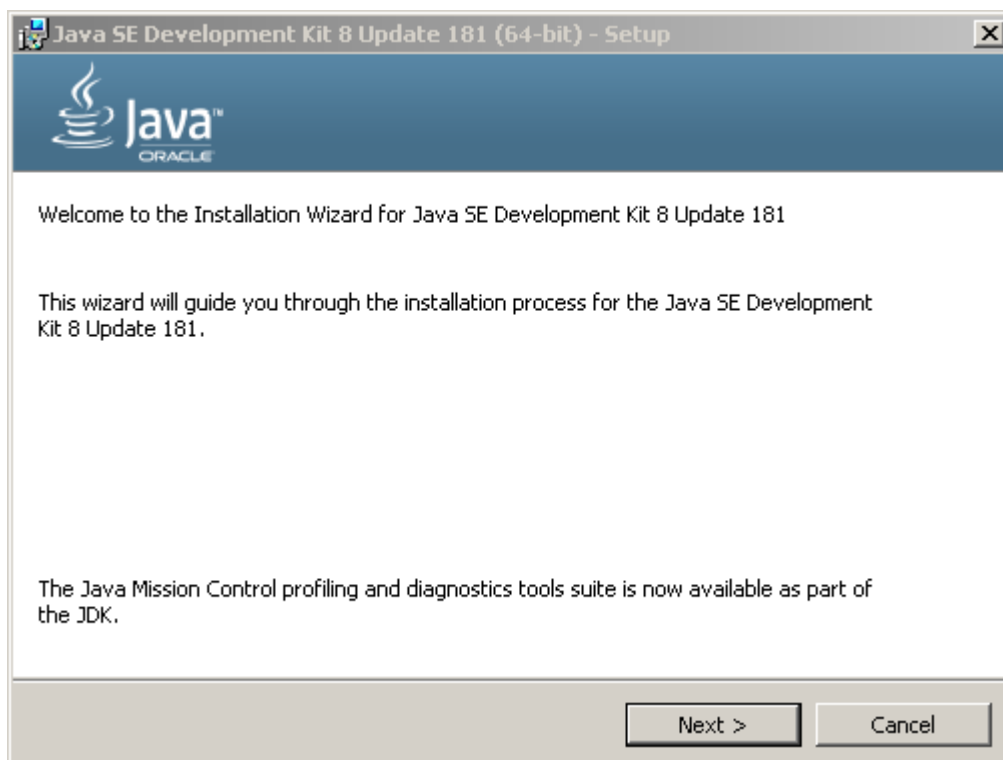 Java SE Development Kit 8 Update 181 (64-bit) - Setup
Java™
ORACLE
Welcome to the Installation Wizard for Java SE Development Kit 8 Update 181
This wizard will guide you through the installation process for the Java SE Development
Kit 8 Update 181.
The Java Mission Control profiling and diagnostics tools suite is now available as part of
the JDK.
Next >
Cancel